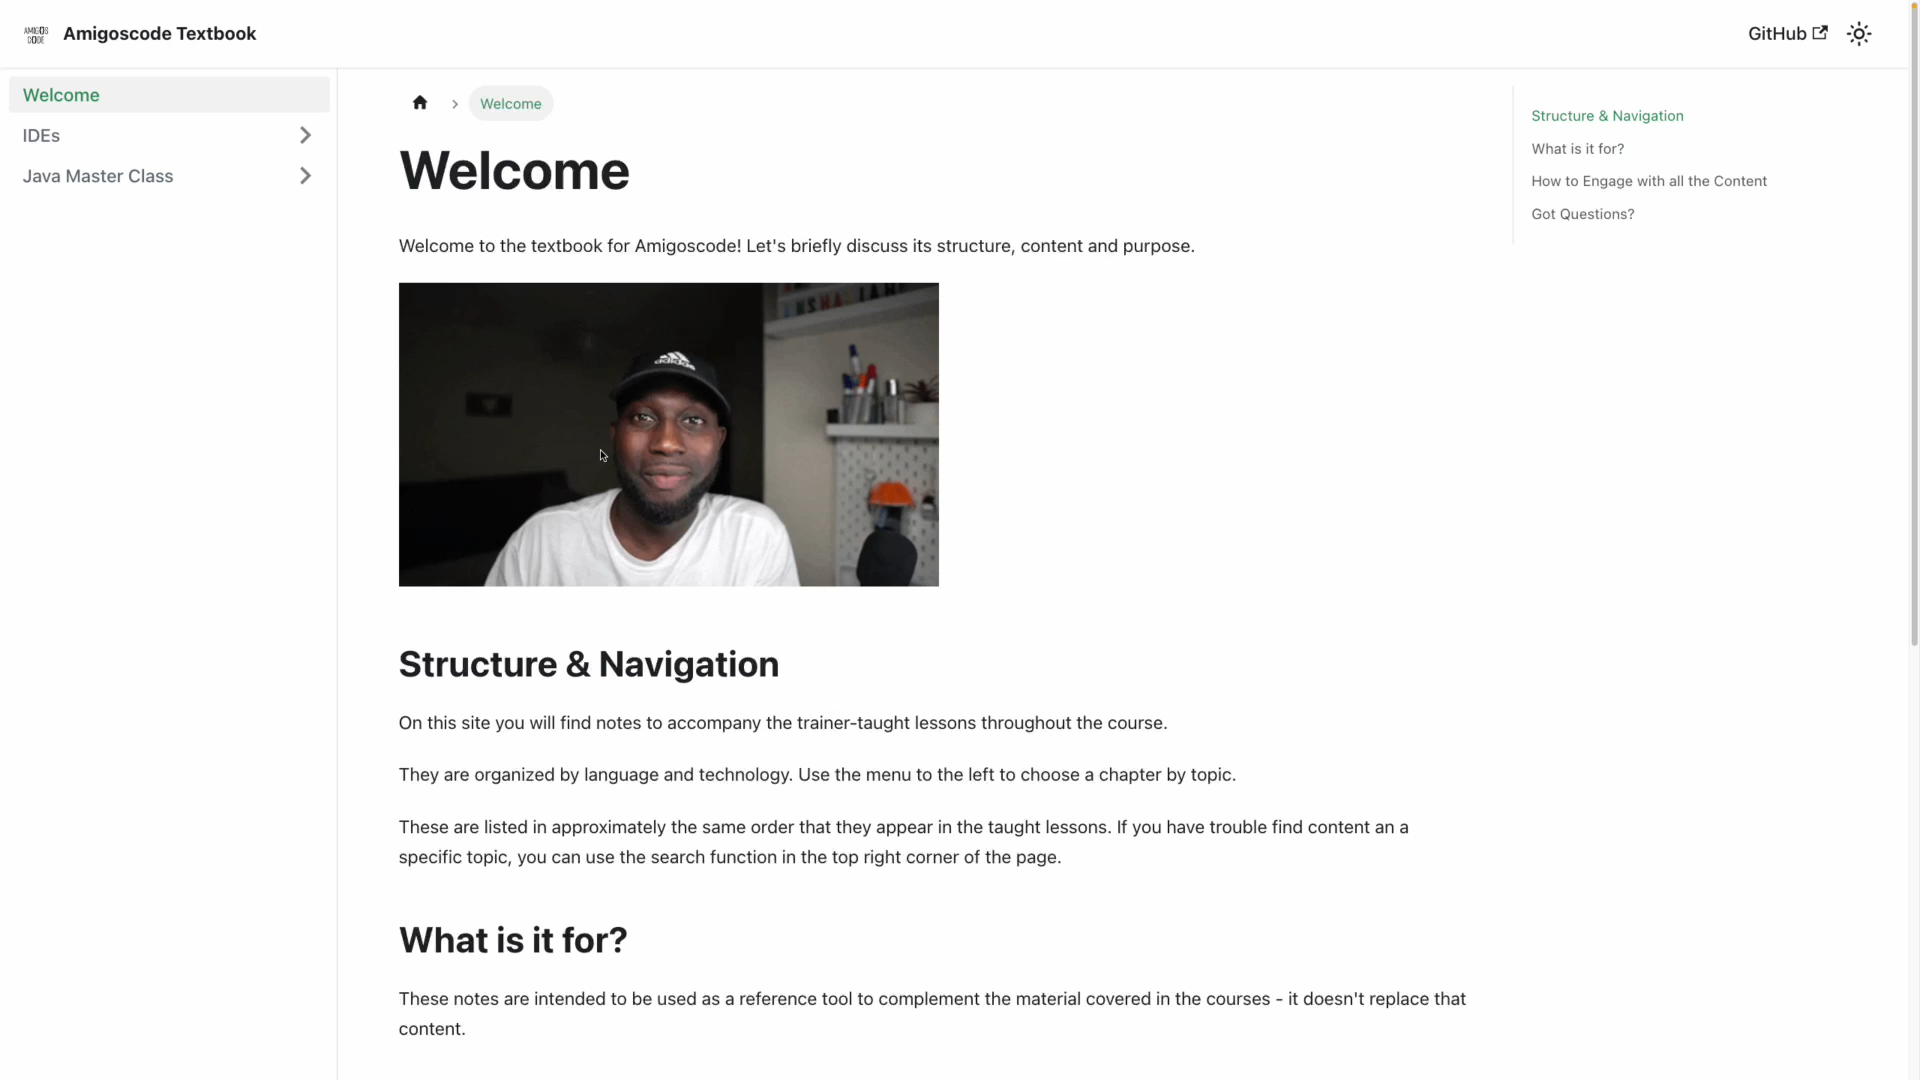 AMIGOS
CODE
Amigoscode Textbook
GitHub
Welcome
IDEs
Java Master Class
Welcome
Welcome
Welcome to the textbook for Amigoscode! Let's briefly discuss its structure, content and purpose.
adidas
Structure & Navigation
On this site you will find notes to accompany the trainer-taught lessons throughout the course.
They are organized by language and technology. Use the menu to the left to choose a chapter by topic.
These are listed in approximately the same order that they appear in the taught lessons. If you have trouble find content an a
specific topic, you can use the search function in the top right corner of the page.
What is it for?
These notes are intended to be used as a reference tool to complement the material covered in the courses - it doesn't replace that
content.
Structure & Navigation
What is it for?
How to Engage with all the Content
Got Questions?